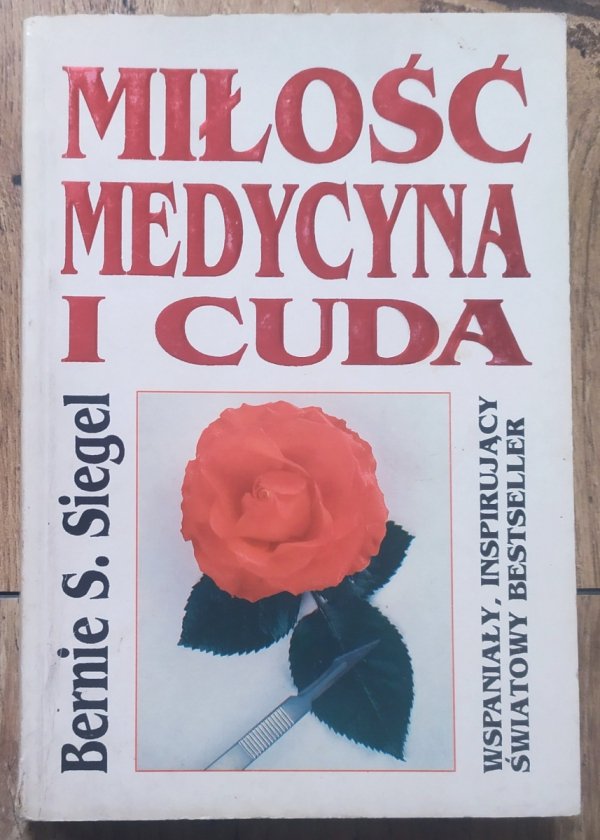 MIŁOŚĆ
MEDYCYNA
I CUDA
Bernie S. Siegel
WSPANIAŁY, INSPIRUJĄCY
ŚWIATOWY BESTSELLER